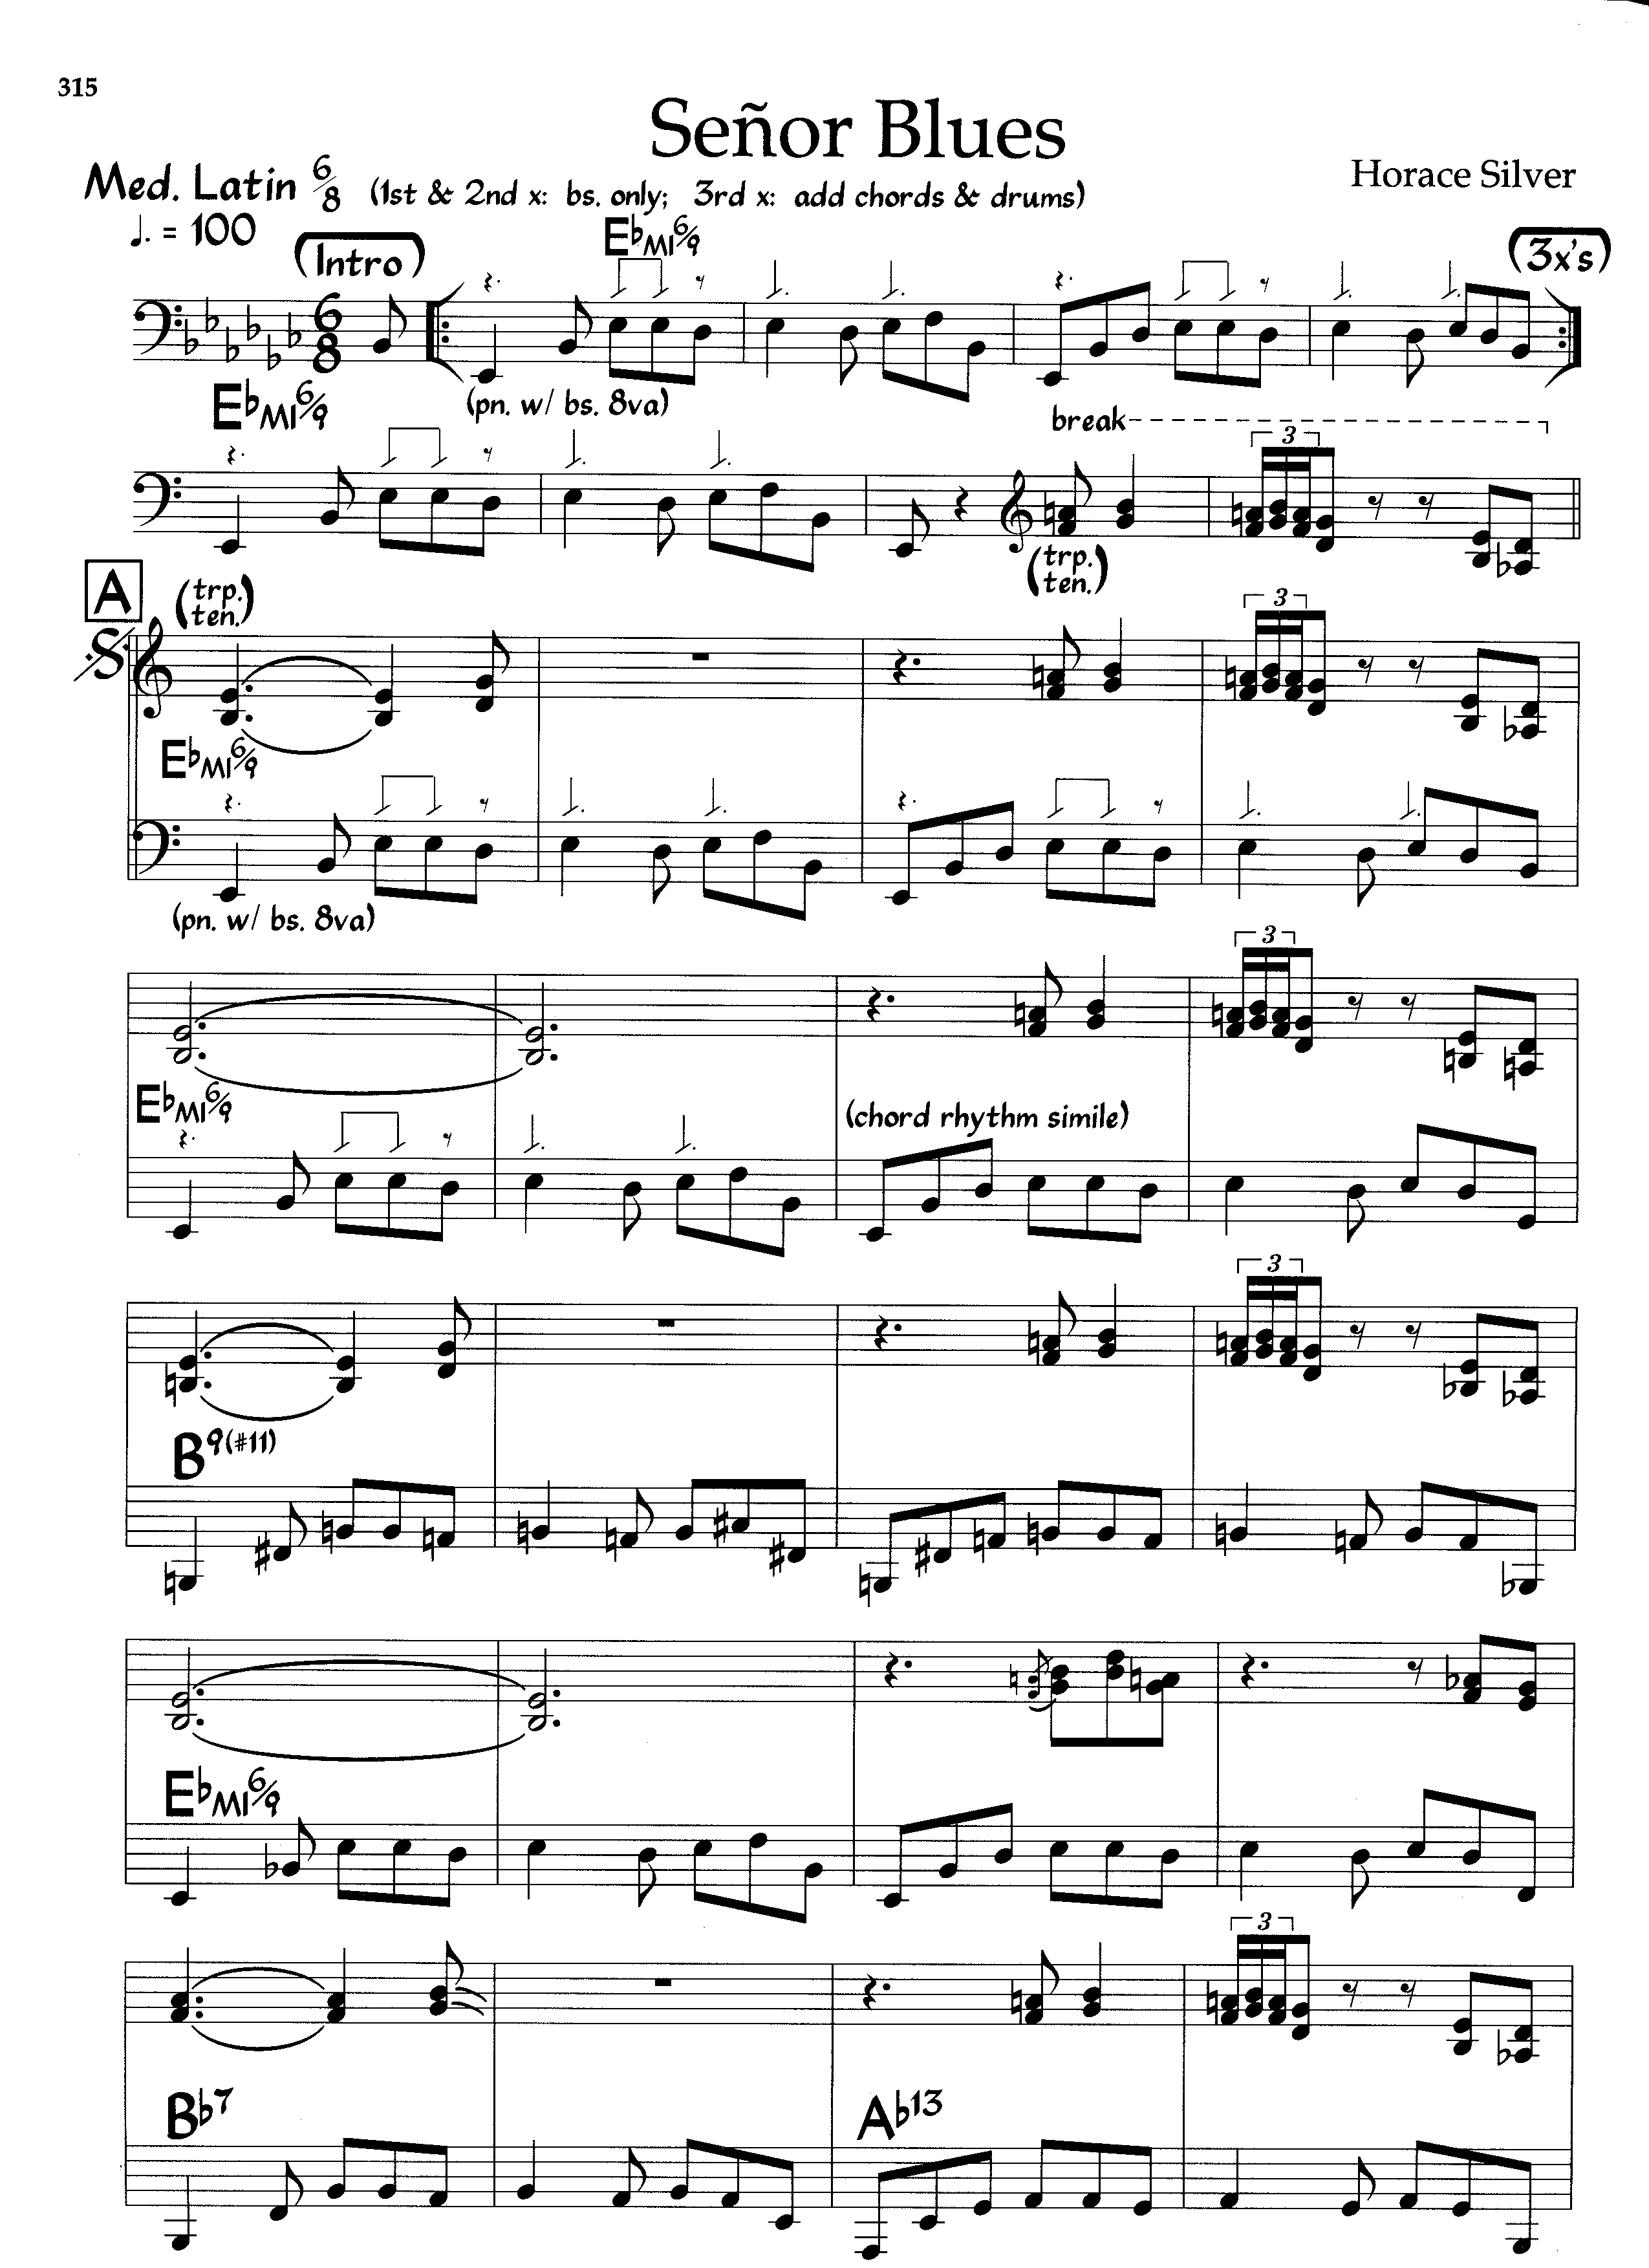 315
Señor Blues
Med. Latin 6/8 (1st & 2nd x: bs. only; 3rd x: add chords & drums)
Horace Silver
♩. = 100
(Intro)
E♭MI6/9
(3x's)
6
8
(pn. w/ bs. 8va)
E♭MI6/9
break
3
(trp.
ten.)
A
(trp.
ten.)
3
E♭MI6/9
(pn. w/ bs. 8va)
3
E♭MI6/9
(chord rhythm simile)
3
B9(#11)
E♭MI6/9
3
B♭7
A♭13